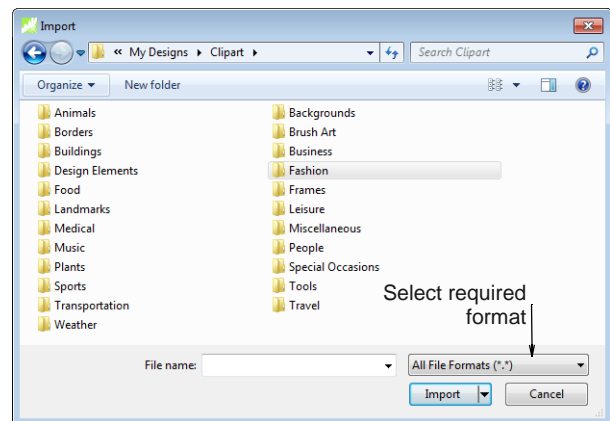 Import
« My Designs Clipart
Search Clipart
Organize New folder
Animals
Borders
Buildings
Design Elements
Food
Landmarks
Medical
Music
Plants
Sports
Transportation
Weather
Backgrounds
Brush Art
Business
Fashion
Frames
Leisure
Miscellaneous
People
Special Occasions
Tools
Travel
Select required
format
File name:
All File Formats (*.*)
Import Cancel